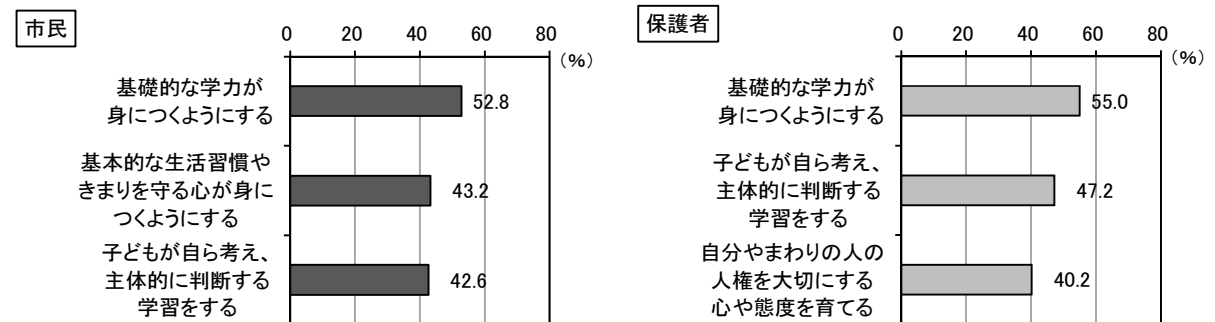 市民
0 20 40 60 80
(%)
基礎的な学力が
身につくようにする
52.8
基本的な生活習慣や
きまりを守る心が身に
つくようにする
43.2
子どもが自ら考え、
主体的に判断する
学習をする
42.6
保護者
0 20 40 60 80
(%)
基礎的な学力が
身につくようにする
55.0
子どもが自ら考え、
主体的に判断する
学習をする
47.2
自分やまわりの人の
人権を大切にする
心や態度を育てる
40.2